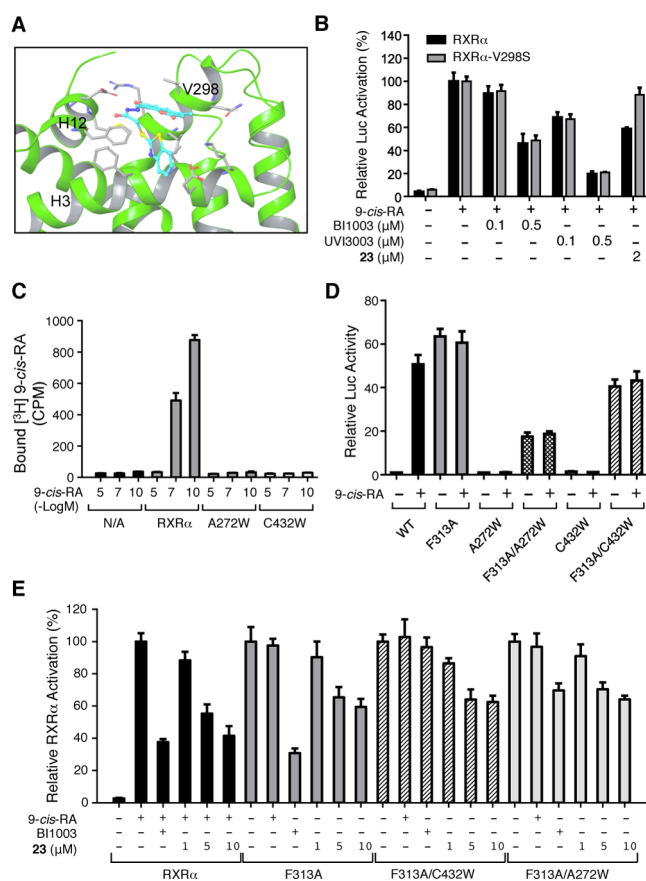 A
V298
H12
H3
B
RXRα
RXRα-V298S
Relative Luc Activation (%)
140
120
100
80
60
40
20
0
9-cis-RA – + + + + + +
BI1003 (μM) – – 0.1 0.5 – – –
UVI3003 (μM) – – – – 0.1 0.5 –
23 (μM) – – – – – – 2
C
Bound [³H] 9-cis-RA
(CPM)
1000
800
600
400
200
0
9-cis-RA 5 7 10 5 7 10 5 7 10 5 7 10
(-LogM)
N/A RXRα A272W C432W
D
Relative Luc Activity
80
60
40
20
0
9-cis-RA – + – + – + – + – + – +
WT
F313A
A272W
F313A/A272W
C432W
F313A/C432W
E
Relative RXRα Activation (%)
120
100
80
60
40
20
0
9-cis-RA – + + + + + – + – – – – – + – – – – – + – – – –
BI1003 – – + – – – – – + – – – – – + – – – – – + – – –
23 (μM) – – – 1 5 10 – – – 1 5 10 – – – 1 5 10 – – – 1 5 10
RXRα F313A F313A/C432W F313A/A272W